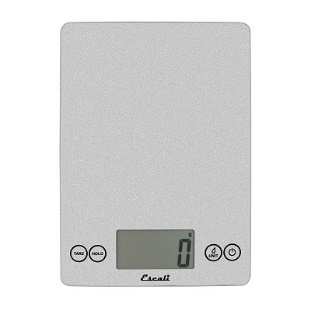 0
TARE HOLD
UNIT
Escali